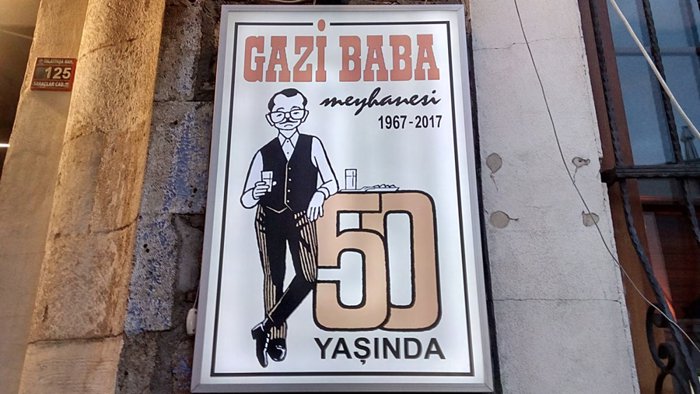 GAZİ BABA
meyhanesi
1967-2017
50
YAŞINDA
125